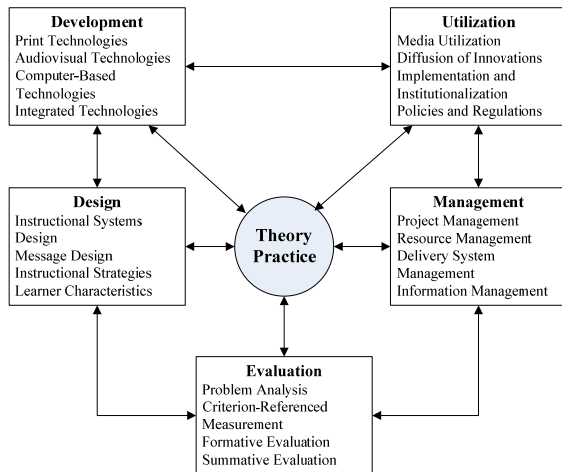 Development
Print Technologies
Audiovisual Technologies
Computer-Based
Technologies
Integrated Technologies
Utilization
Media Utilization
Diffusion of Innovations
Implementation and
Institutionalization
Policies and Regulations
Design
Instructional Systems
Design
Message Design
Instructional Strategies
Learner Characteristics
Theory
Practice
Management
Project Management
Resource Management
Delivery System
Management
Information Management
Evaluation
Problem Analysis
Criterion-Referenced
Measurement
Formative Evaluation
Summative Evaluation